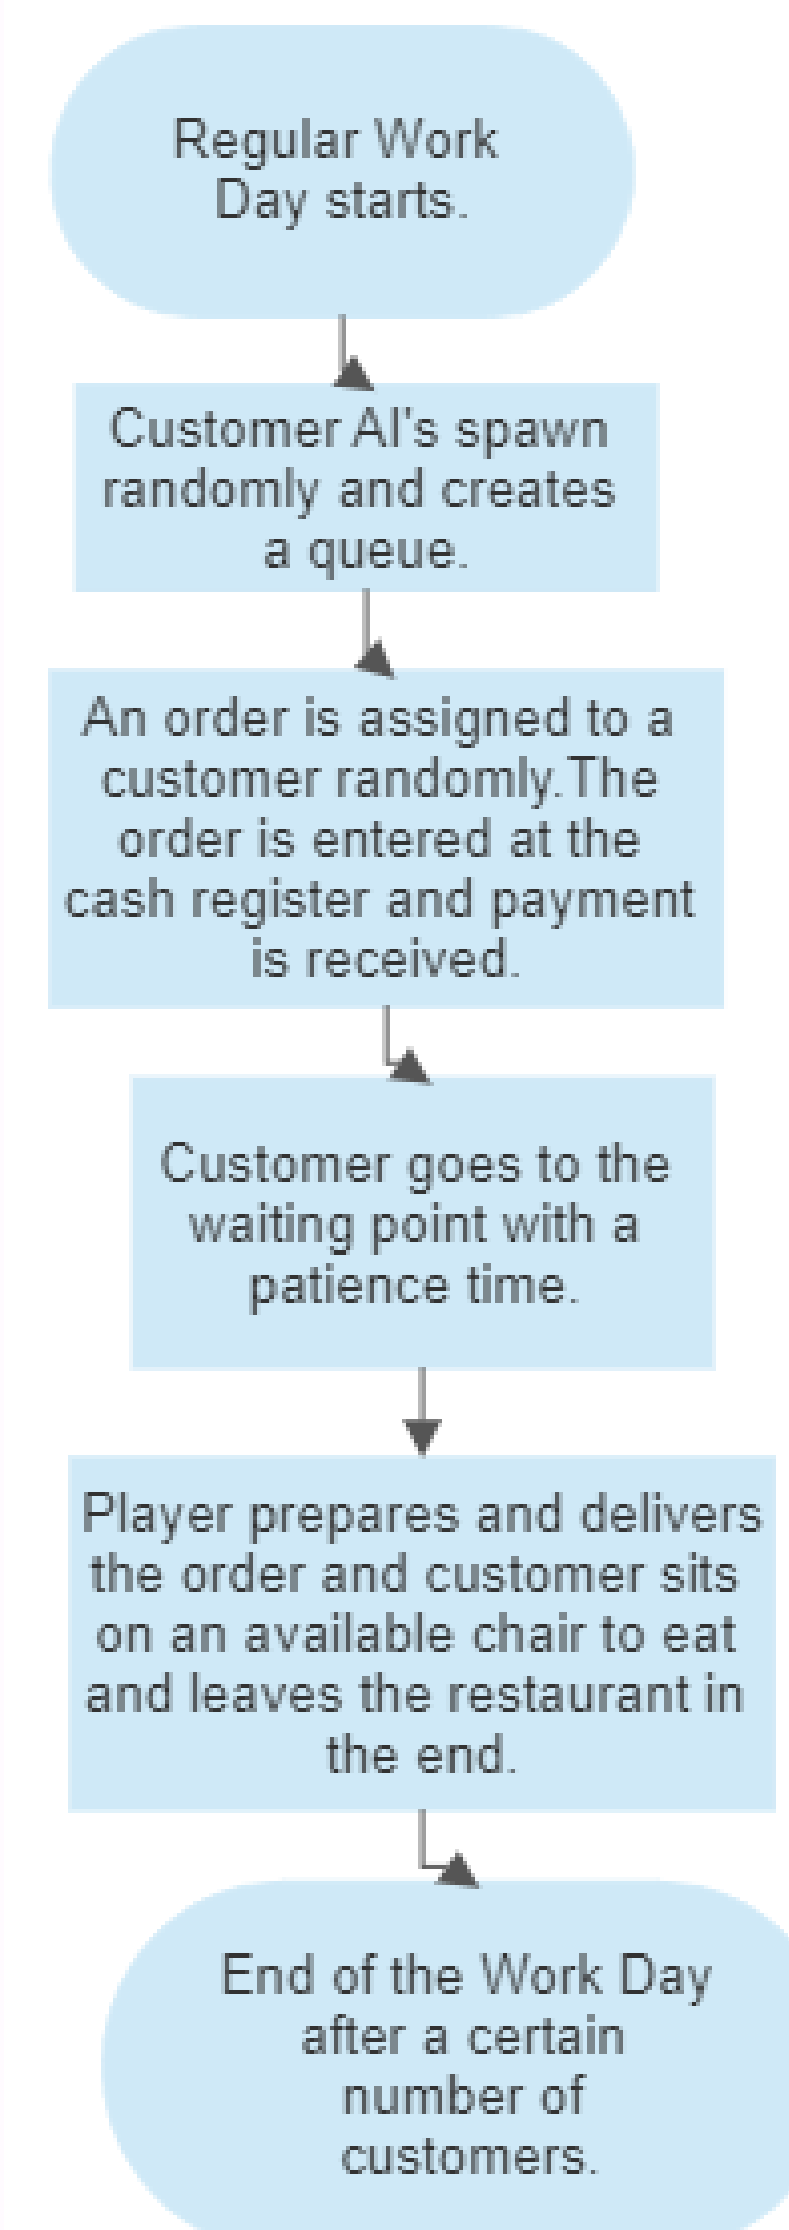 Regular Work
Day starts.
Customer AI's spawn
randomly and creates
a queue.
An order is assigned to a
customer randomly.The
order is entered at the
cash register and payment
is received.
Customer goes to the
waiting point with a
patience time.
Player prepares and delivers
the order and customer sits
on an available chair to eat
and leaves the restaurant in
the end.
End of the Work Day
after a certain
number of
customers.